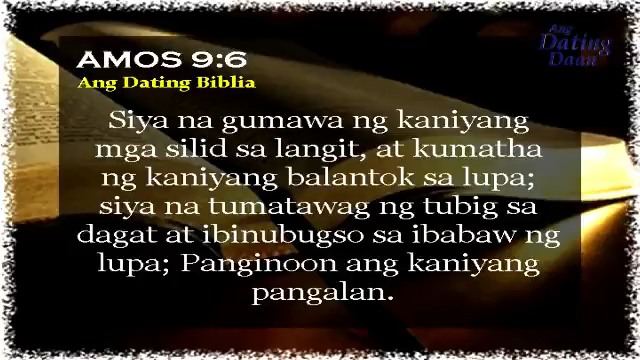 AMOS 9:6
Ang Dating Biblia
Ang
Dating
Daan
Siya na gumawa ng kaniyang
mga silid sa langit, at kumatha
ng kaniyang balantok sa lupa;
siya na tumatawag ng tubig sa
dagat at ibinubugso sa ibabaw ng
lupa; Panginoon ang kaniyang
pangalan.